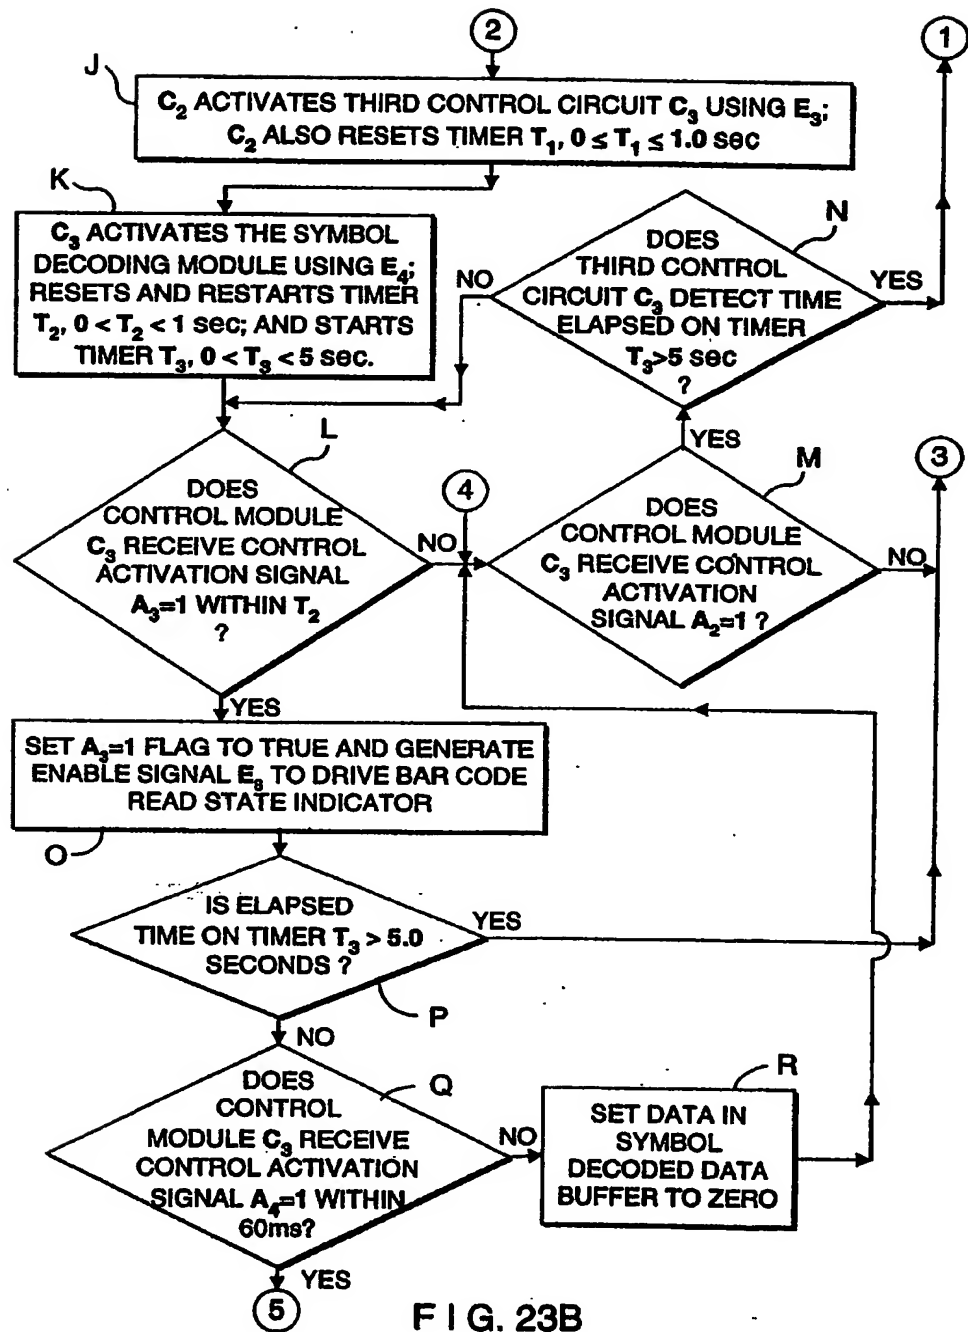 2
1
J
C₂ ACTIVATES THIRD CONTROL CIRCUIT C₃ USING E₃;
C₂ ALSO RESETS TIMER T₁, 0 ≤ T₁ ≤ 1.0 sec
K
C₃ ACTIVATES THE SYMBOL
DECODING MODULE USING E₄;
RESETS AND RESTARTS TIMER
T₂, 0 < T₂ < 1 sec; AND STARTS
TIMER T₃, 0 < T₃ < 5 sec.
N
DOES
THIRD CONTROL
CIRCUIT C₃ DETECT TIME
ELAPSED ON TIMER
T₃>5 sec
?
NO
YES
L
DOES
CONTROL MODULE
C₃ RECEIVE CONTROL
ACTIVATION SIGNAL
A₃=1 WITHIN T₂
?
NO
YES
4
YES
M
DOES
CONTROL MODULE
C₃ RECEIVE CONTROL
ACTIVATION
SIGNAL A₂=1 ?
NO
3
SET A₃=1 FLAG TO TRUE AND GENERATE
ENABLE SIGNAL E₈ TO DRIVE BAR CODE
READ STATE INDICATOR
O
IS ELAPSED
TIME ON TIMER T₃ > 5.0
SECONDS ?
YES
P
NO
DOES
CONTROL
MODULE C₃ RECEIVE
CONTROL ACTIVATION
SIGNAL A₄=1 WITHIN
60ms?
Q
NO
R
SET DATA IN
SYMBOL
DECODED DATA
BUFFER TO ZERO
YES
5
FIG. 23B